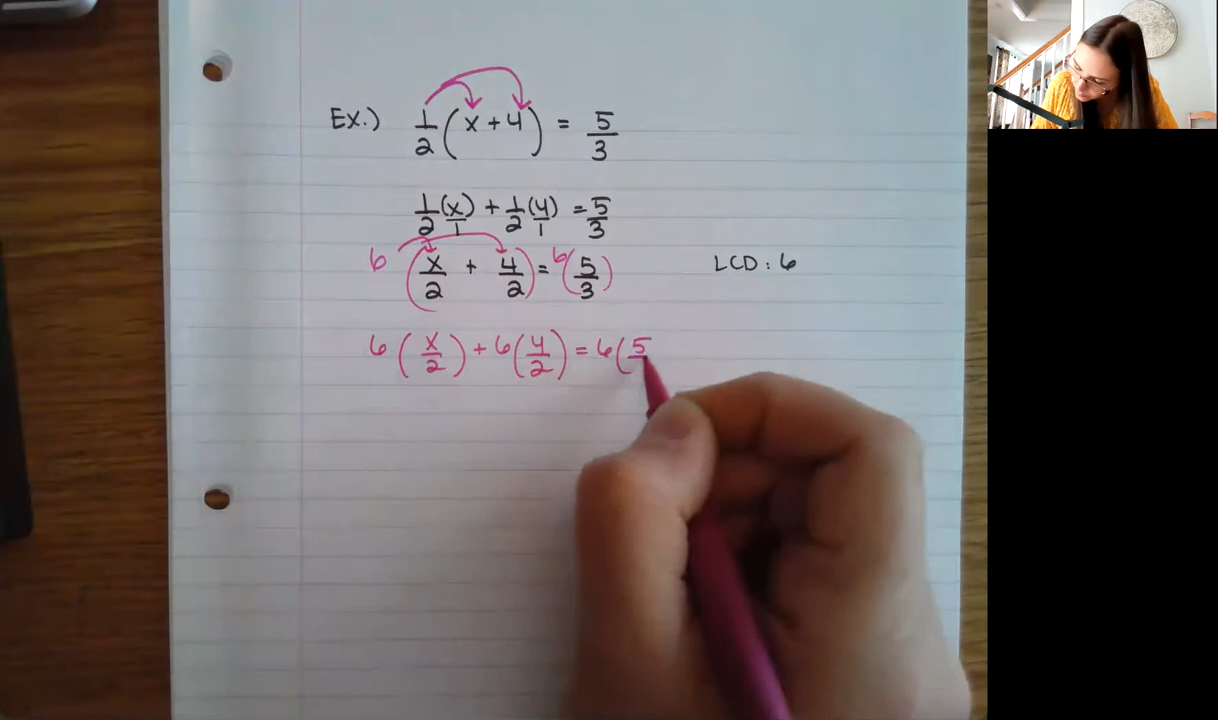 Ex.) 1/2 (x + 4) = 5/3
1/2 (x/1) + 1/2 (4/1) = 5/3
6 (x/2 + 4/2) = 6 (5/3) LCD: 6
6 (x/2) + 6 (4/2) = 6 (5